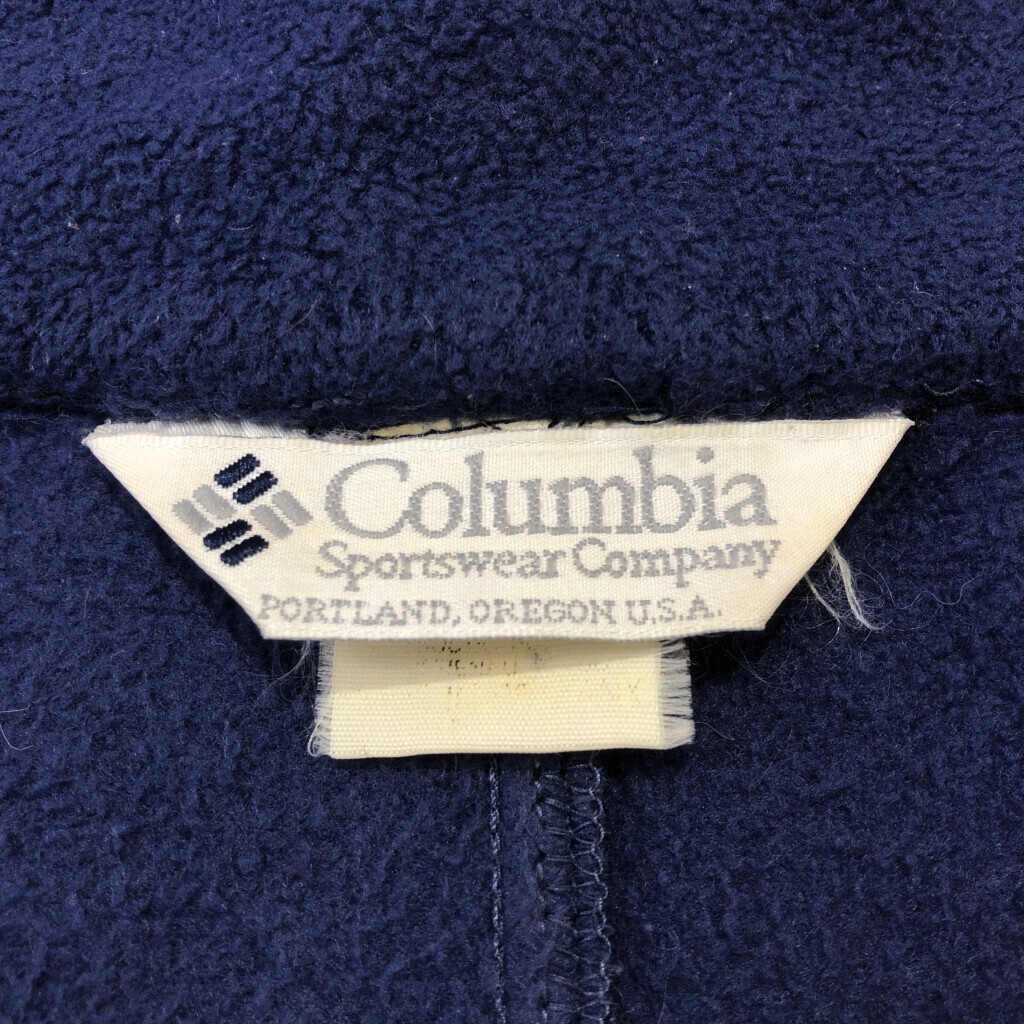 Columbia
Sportswear Company
PORTLAND, OREGON U.S.A.